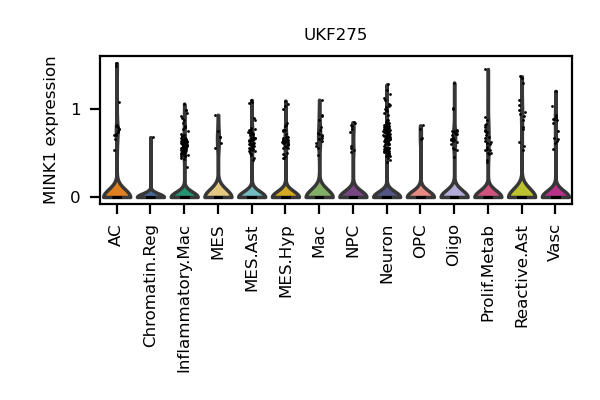 UKF275
MINK1 expression
1
0
AC
Chromatin.Reg
Inflammatory.Mac
MES
MES.Ast
MES.Hyp
Mac
NPC
Neuron
OPC
Oligo
Prolif.Metab
Reactive.Ast
Vasc